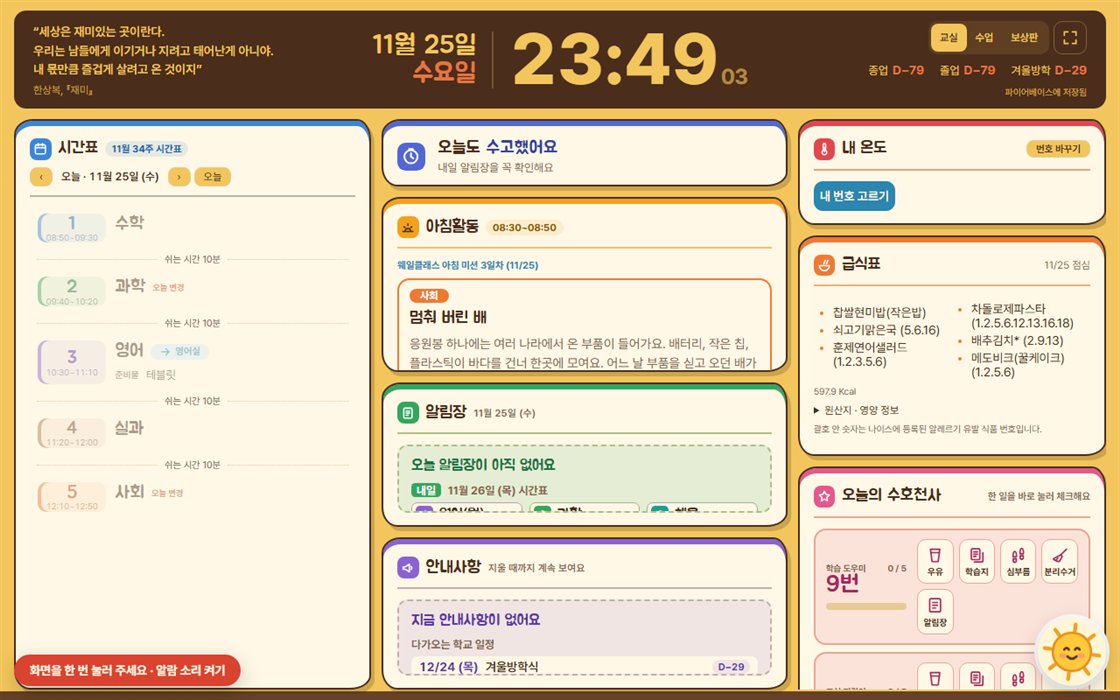 “세상은 재미있는 곳이란다.
우리는 남들에게 이기거나 지려고 태어난게 아니야.
내 몫만큼 즐겁게 살려고 온 것이지”
한상복, 『재미』
11월 25일
수요일
23:49 03
교실 수업 보상판
종업 D–79 졸업 D–79 겨울방학 D–29
파이어베이스에 저장됨
시간표 11월 34주 시간표
‹ 오늘 · 11월 25일 (수) › 오늘
1 수학
08:50~09:30
쉬는 시간 10분
2 과학 오늘 변경
09:40~10:20
쉬는 시간 10분
3 영어 → 영어실
10:30~11:10 준비물 태블릿
쉬는 시간 10분
4 실과
11:20~12:00
쉬는 시간 10분
5 사회 오늘 변경
12:10~12:50
화면을 한 번 눌러 주세요 · 알람 소리 켜기
오늘도 수고했어요
내일 알림장을 꼭 확인해요
아침활동 08:30~08:50
웨일클래스 아침 미션 3일차 (11/25)
사회
멈춰 버린 배
응원봉 하나에는 여러 나라에서 온 부품이 들어가요. 배터리, 작은 칩,
플라스틱이 바다를 건너 한곳에 모여요. 어느 날 부품을 싣고 오던 배가
알림장 11월 25일 (수)
오늘 알림장이 아직 없어요
내일 11월 26일 (목) 시간표
안내사항 지울 때까지 계속 보여요
지금 안내사항이 없어요
다가오는 학교 일정
12/24 (목) 겨울방학식 D–29
내 온도 번호 바꾸기
내 번호 고르기
급식표 11/25 점심
찹쌀현미밥(작은밥)
쇠고기맑은국 (5.6.16)
훈제연어샐러드
(1.2.3.5.6)
차돌로제파스타
(1.2.5.6.12.13.16.18)
배추김치* (2.9.13)
메도비크(꿀케이크)
(1.2.5.6)
597.9 Kcal
▶ 원산지 · 영양 정보
괄호 안 숫자는 나이스에 등록된 알레르기 유발 식품 번호입니다.
오늘의 수호천사 한 일을 바로 눌러 체크해요
학습 도우미 0 / 5
9번
우유 학습지 심부름 분리수거
알림장